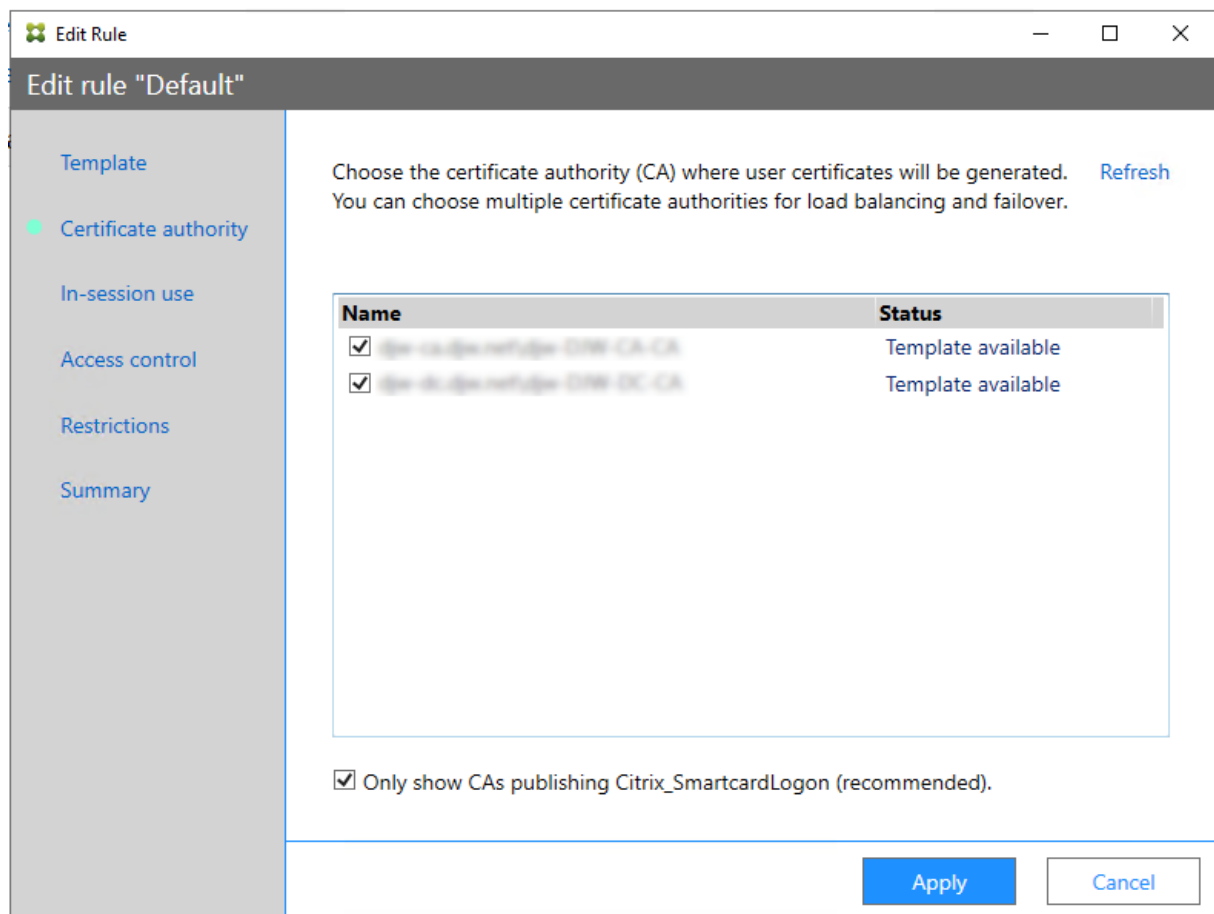 Edit Rule
Edit rule "Default"
Template
Certificate authority
In-session use
Access control
Restrictions
Summary
Choose the certificate authority (CA) where user certificates will be generated.
You can choose multiple certificate authorities for load balancing and failover.
Refresh
Name Status
Template available
Template available
Only show CAs publishing Citrix_SmartcardLogon (recommended).
Apply Cancel